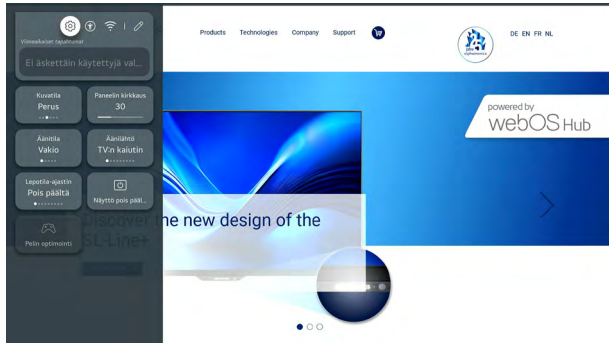 Viimeaikaiset tapahtumat
Ei äskettäin käytettyjä val...
Kuvatila
Perus
Paneelin kirkkaus
30
Äänitila
Vakio
Äänilähtö
TV:n kaiutin
Lepotila-ajastin
Pois päältä
Näyttö pois pääl...
Pelin optimointi
Products Technologies Company Support
DE EN FR NL
powered by
webOS Hub
Discover the new design of the
SL-Line+